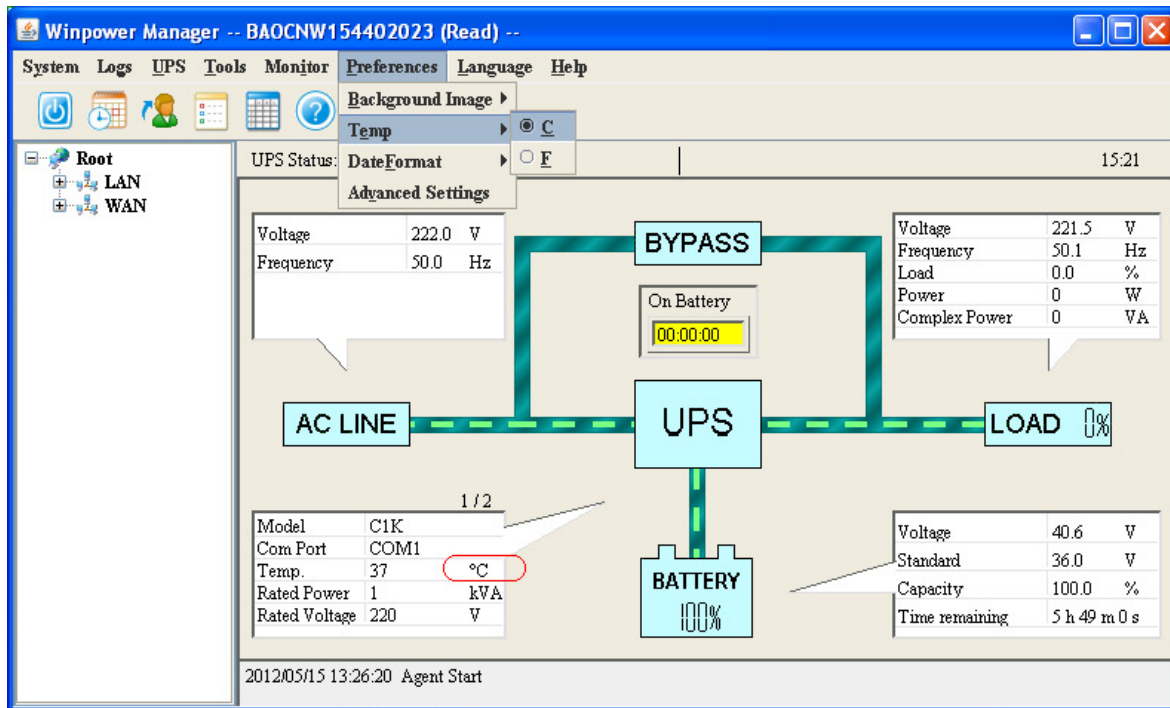 Winpower Manager -- BAOCNW154402023 (Read) --
System Logs UPS Tools Monitor Preferences Language Help
Background Image
Temp
DateFormat
Advanced Settings
C
F
Root
LAN
WAN
UPS Status:
15:21
Voltage 222.0 V
Frequency 50.0 Hz
BYPASS
On Battery
00:00:00
Voltage 221.5 V
Frequency 50.1 Hz
Load 0.0 %
Power 0 W
Complex Power 0 VA
AC LINE
UPS
LOAD 0%
1 / 2
Model C1K
Com Port COM1
Temp. 37 °C
Rated Power 1 kVA
Rated Voltage 220 V
BATTERY
100%
Voltage 40.6 V
Standard 36.0 V
Capacity 100.0 %
Time remaining 5 h 49 m 0 s
2012/05/15 13:26:20 Agent Start